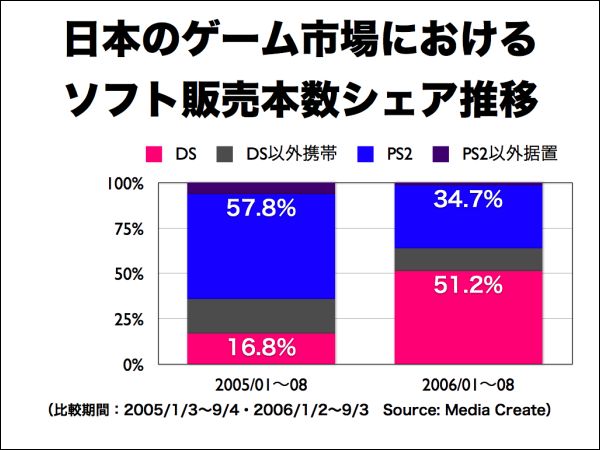 日本のゲーム市場における
ソフト販売本数シェア推移
DS DS以外携帯 PS2 PS2以外据置
100%
75%
50%
25%
0%
57.8%
16.8%
34.7%
51.2%
2005/01〜08 2006/01〜08
（比較期間：2005/1/3〜9/4・2006/1/2〜9/3 Source: Media Create）